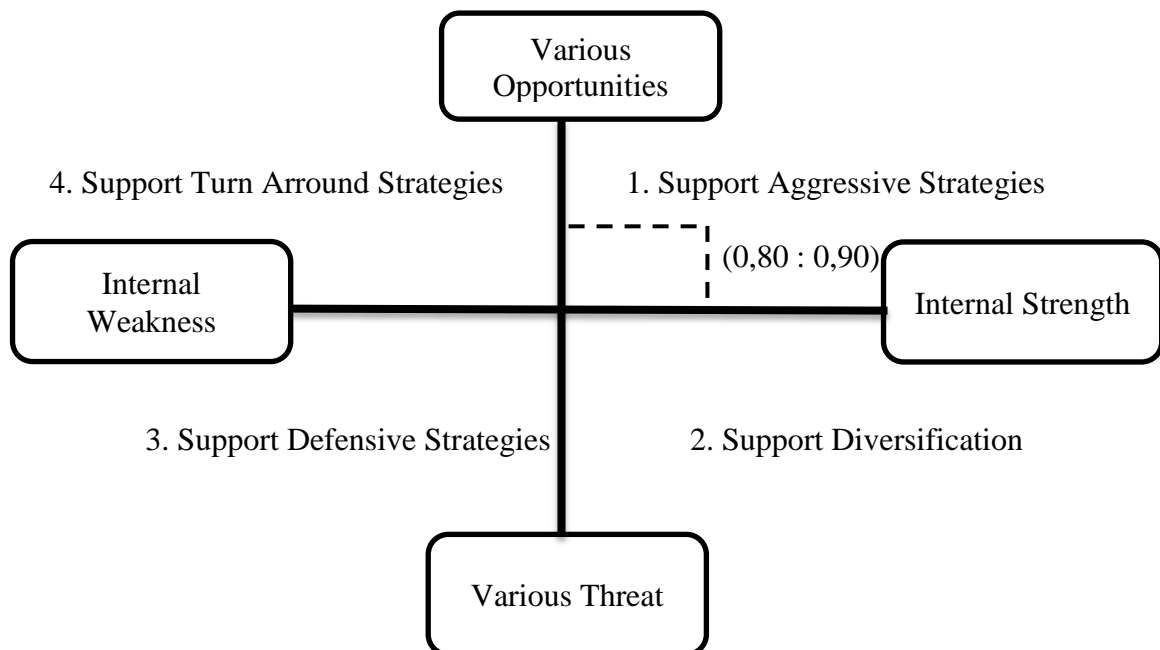 Various
Opportunities
4. Support Turn Arround Strategies
1. Support Aggressive Strategies
(0,80 : 0,90)
Internal
Weakness
Internal Strength
3. Support Defensive Strategies
2. Support Diversification
Various Threat